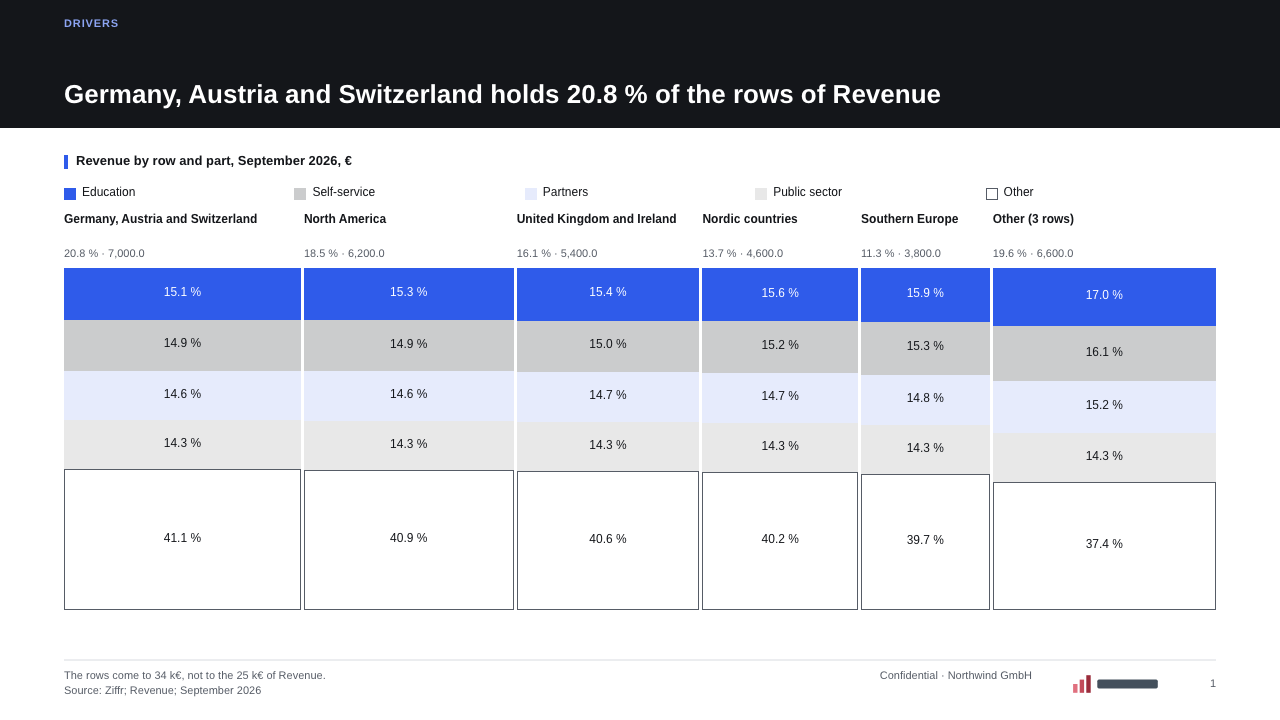 DRIVERS
Germany, Austria and Switzerland holds 20.8 % of the rows of Revenue
Revenue by row and part, September 2026, €
Education Self-service Partners Public sector Other
Germany, Austria and Switzerland North America United Kingdom and Ireland Nordic countries Southern Europe Other (3 rows)
20.8 % · 7,000.0 18.5 % · 6,200.0 16.1 % · 5,400.0 13.7 % · 4,600.0 11.3 % · 3,800.0 19.6 % · 6,600.0
15.1 % 15.3 % 15.4 % 15.6 % 15.9 % 17.0 %
14.9 % 14.9 % 15.0 % 15.2 % 15.3 % 16.1 %
14.6 % 14.6 % 14.7 % 14.7 % 14.8 % 15.2 %
14.3 % 14.3 % 14.3 % 14.3 % 14.3 % 14.3 %
41.1 % 40.9 % 40.6 % 40.2 % 39.7 % 37.4 %
The rows come to 34 k€, not to the 25 k€ of Revenue.
Source: Ziffr; Revenue; September 2026
Confidential · Northwind GmbH
1